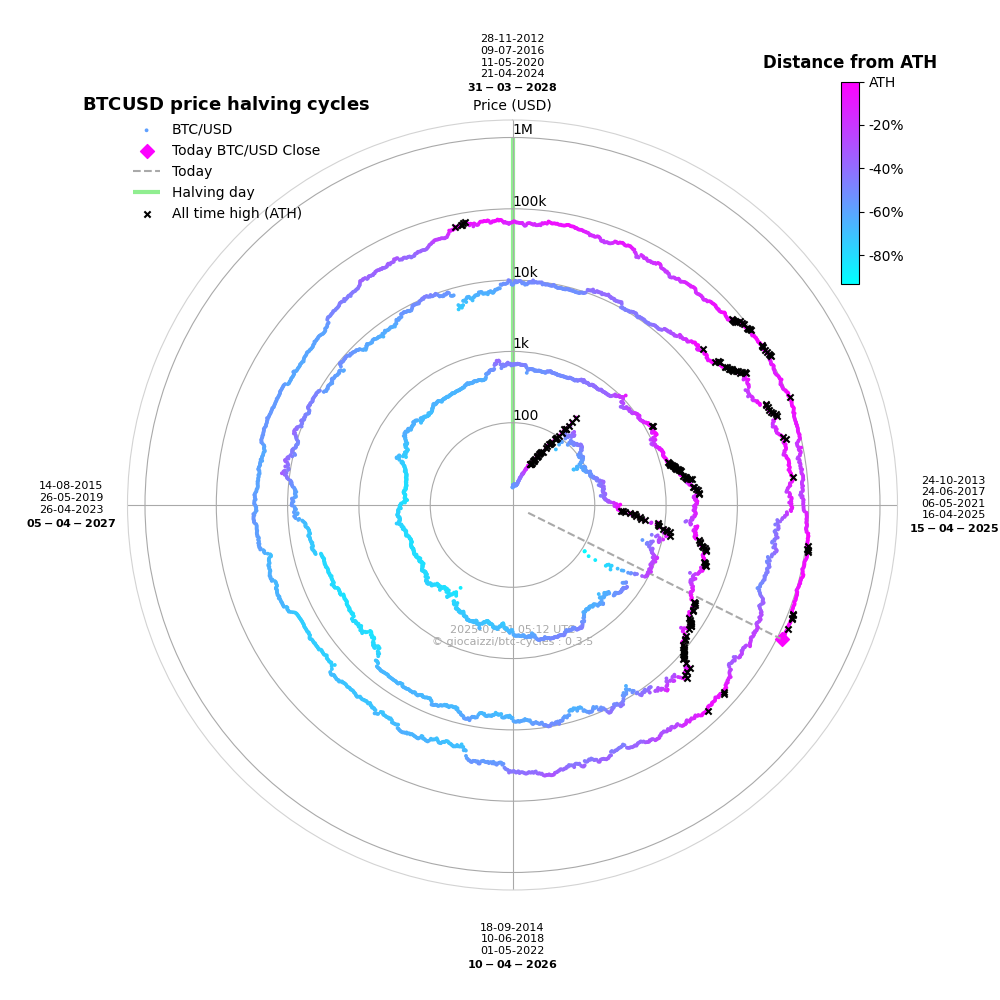 28-11-2012
09-07-2016
11-05-2020
21-04-2024
31-03-2028
Price (USD)
BTCUSD price halving cycles
BTC/USD
Today BTC/USD Close
Today
Halving day
All time high (ATH)
Distance from ATH
ATH
-20%
-40%
-60%
-80%
1M
100k
10k
1k
100
14-08-2015
26-05-2019
26-04-2023
05-04-2027
24-10-2013
24-06-2017
06-05-2021
16-04-2025
15-04-2025
© giocaizzi/btc-cycles : 0.3.5
18-09-2014
10-06-2018
01-05-2022
10-04-2026